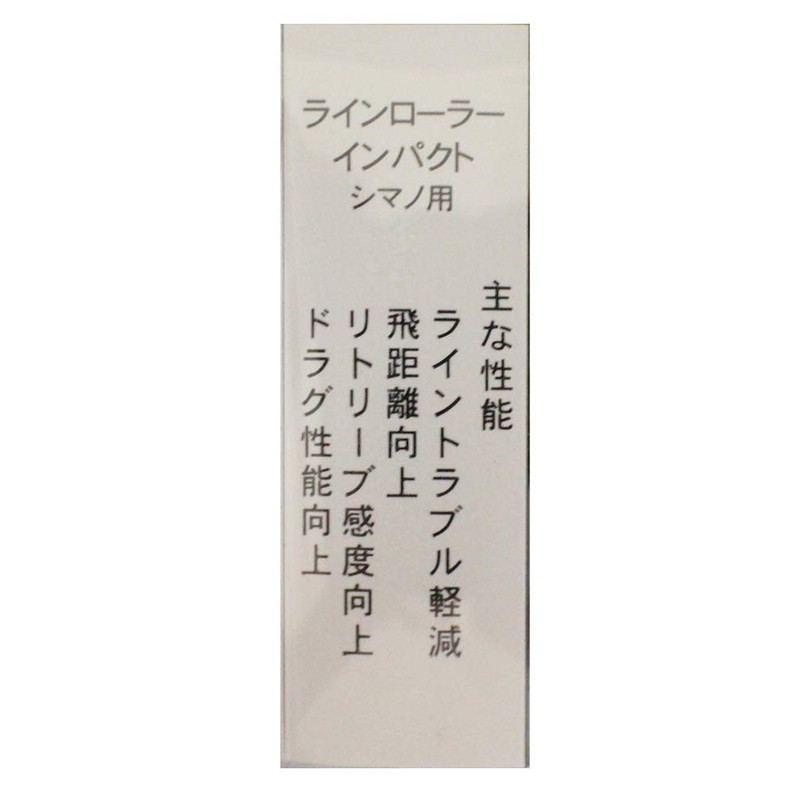 ラインローラー
インパクト
シマノ用
主な性能
ライントラブル軽減
飛距離向上
リトリーブ感度向上
ドラグ性能向上